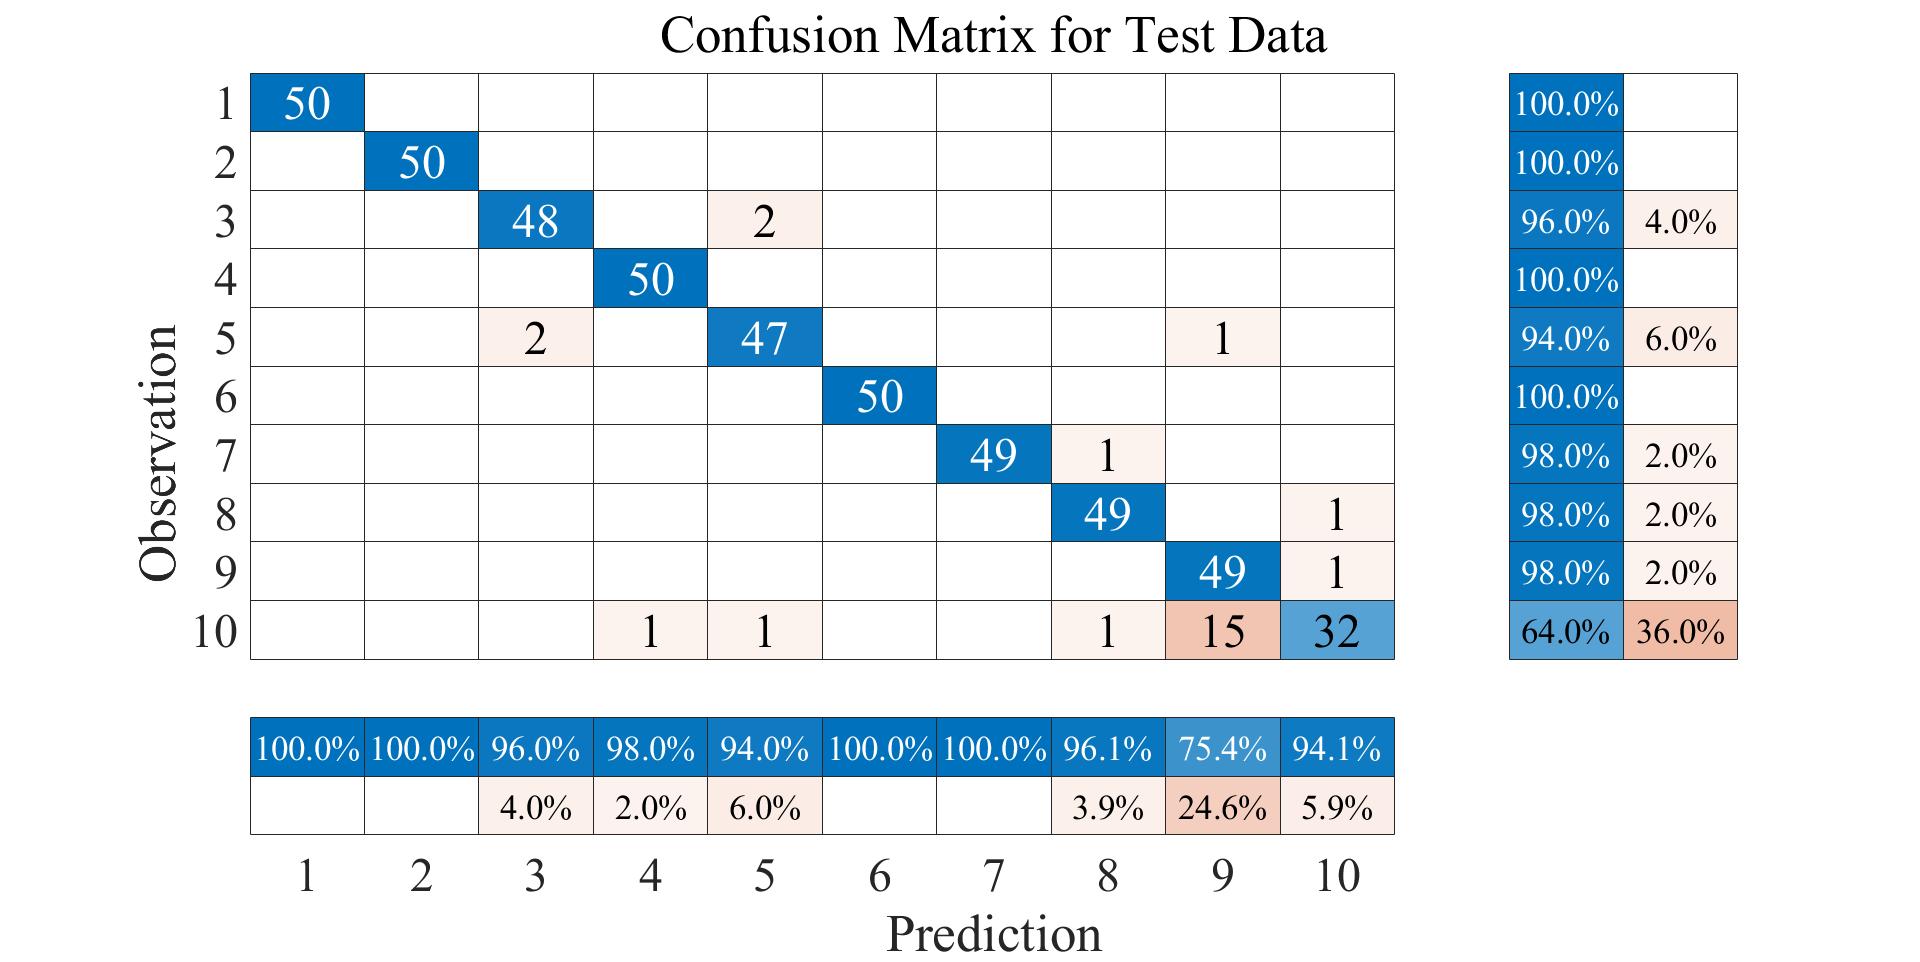 Confusion Matrix for Test Data
1 50 100.0%
2 50 100.0%
3 48 2 96.0% 4.0%
4 50 100.0%
5 2 47 1 94.0% 6.0%
6 50 100.0%
7 49 1 98.0% 2.0%
8 49 1 98.0% 2.0%
9 49 1 98.0% 2.0%
10 1 1 1 15 32 64.0% 36.0%
Observation
100.0% 100.0% 96.0% 98.0% 94.0% 100.0% 100.0% 96.1% 75.4% 94.1%
4.0% 2.0% 6.0% 3.9% 24.6% 5.9%
1 2 3 4 5 6 7 8 9 10
Prediction